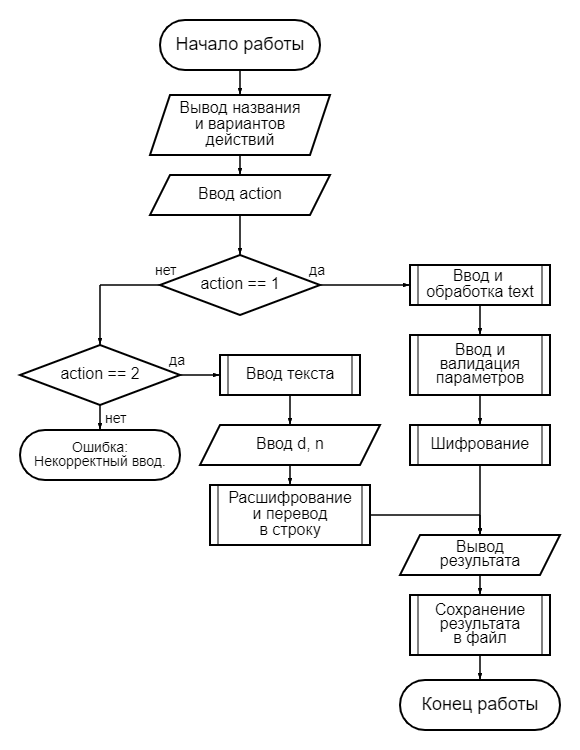 Начало работы
Вывод названия
и вариантов
действий
Ввод action
нет
да
action == 1
Ввод и
обработка text
Ввод и
валидация
параметров
да
action == 2
Ввод текста
нет
Ошибка:
Некорректный ввод.
Ввод d, n
Шифрование
Расшифрование
и перевод
в строку
Вывод
результата
Сохранение
результата
в файл
Конец работы